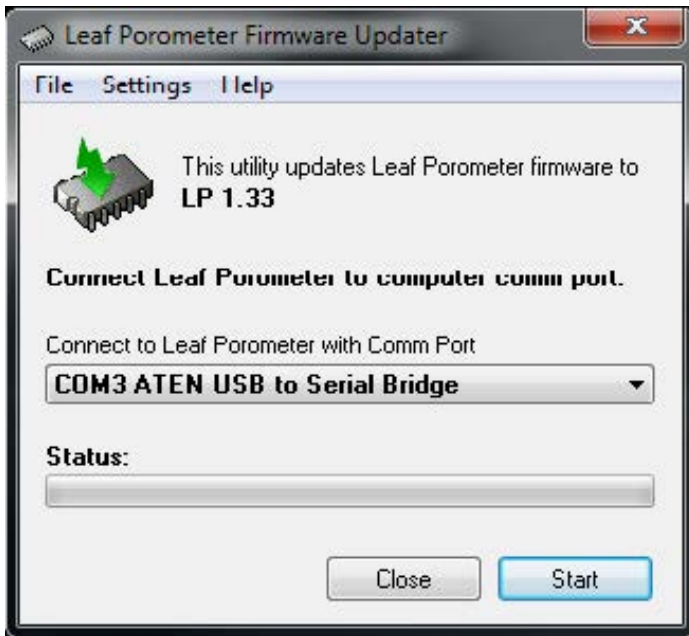 Leaf Porometer Firmware Updater
File Settings Help
This utility updates Leaf Porometer firmware to
LP 1.33
Connect Leaf Porometer to computer comm port.
Connect to Leaf Porometer with Comm Port
COM3 ATEN USB to Serial Bridge
Status:
Close Start